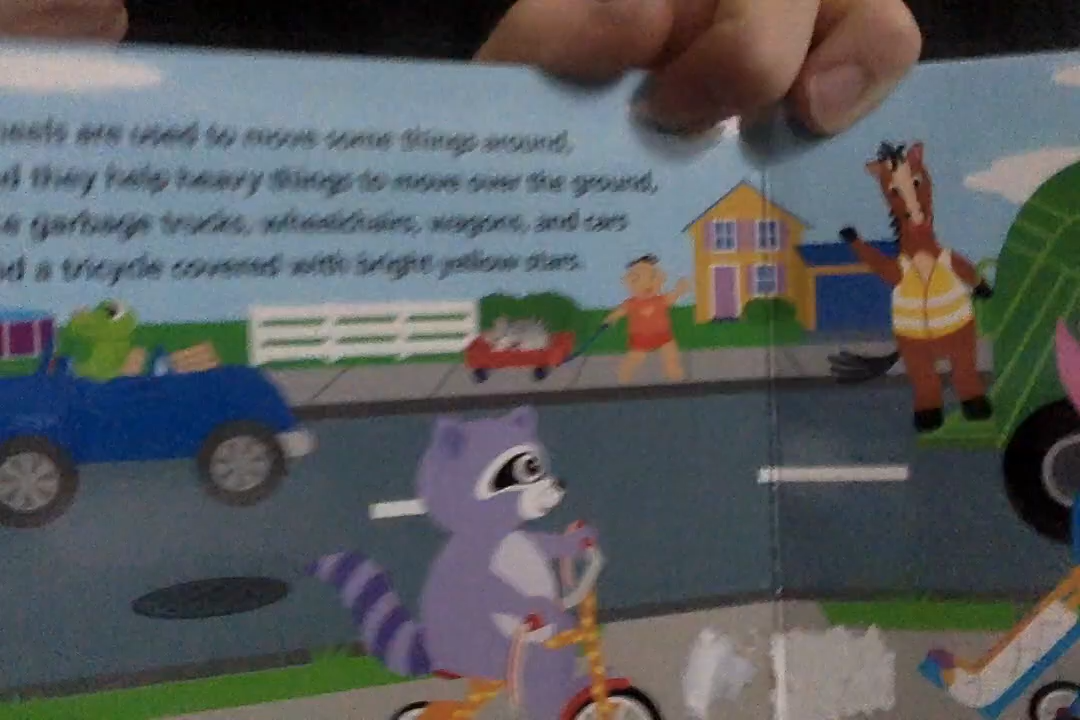 are used to move some things around,
they help heavy things to move over the ground,
garbage trucks, wheelchairs, wagons, and cars
a tricycle covered with bright yellow stars.